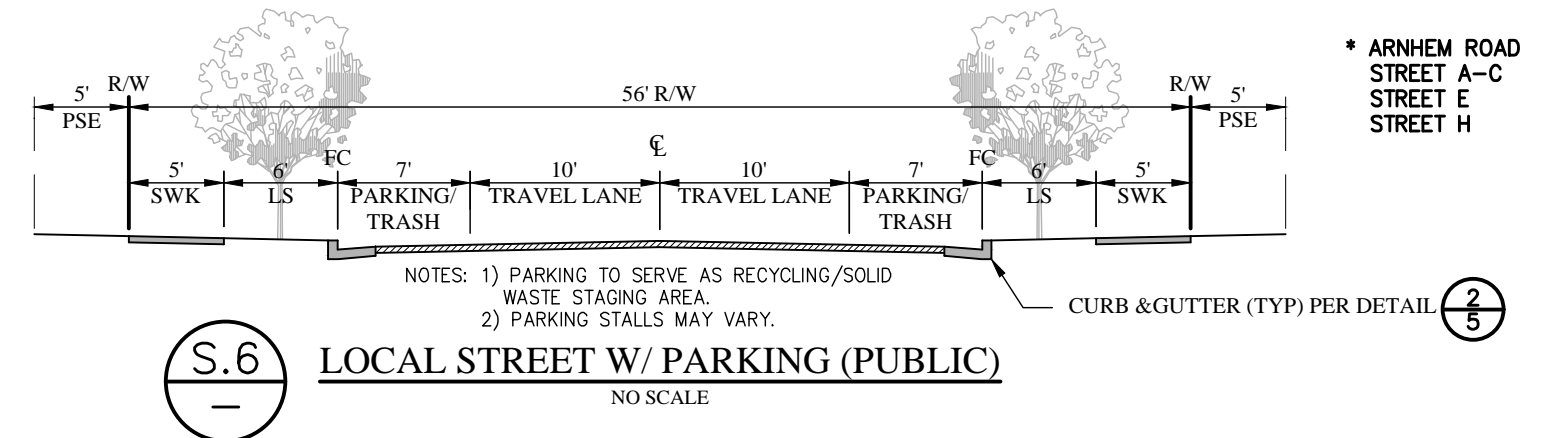 * ARNHEM ROAD
STREET A-C
STREET E
STREET H
5' R/W 56' R/W R/W 5'
PSE PSE
℄
FC FC
5' 6' 7' 10' 10' 7' 6' 5'
SWK LS PARKING/ TRAVEL LANE TRAVEL LANE PARKING/ LS SWK
TRASH TRASH
NOTES: 1) PARKING TO SERVE AS RECYCLING/SOLID
WASTE STAGING AREA.
2) PARKING STALLS MAY VARY.
CURB &GUTTER (TYP) PER DETAIL 2
5
S.6
–
LOCAL STREET W/ PARKING (PUBLIC)
NO SCALE